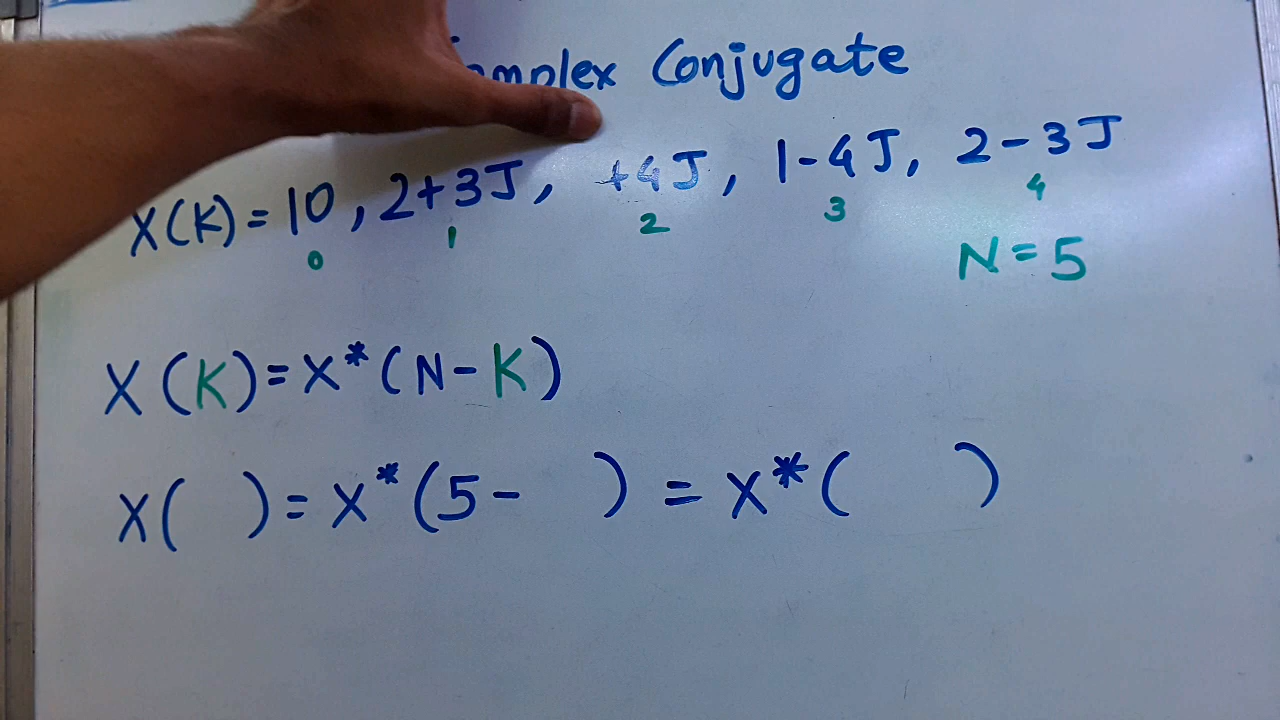 Conjugate
X(K)=10, 2+3J, +4J, 1-4J, 2-3J
0 1 2 3 4
N=5
X(K)=X*(N-K)
X( )=X*(5- )=X*( )